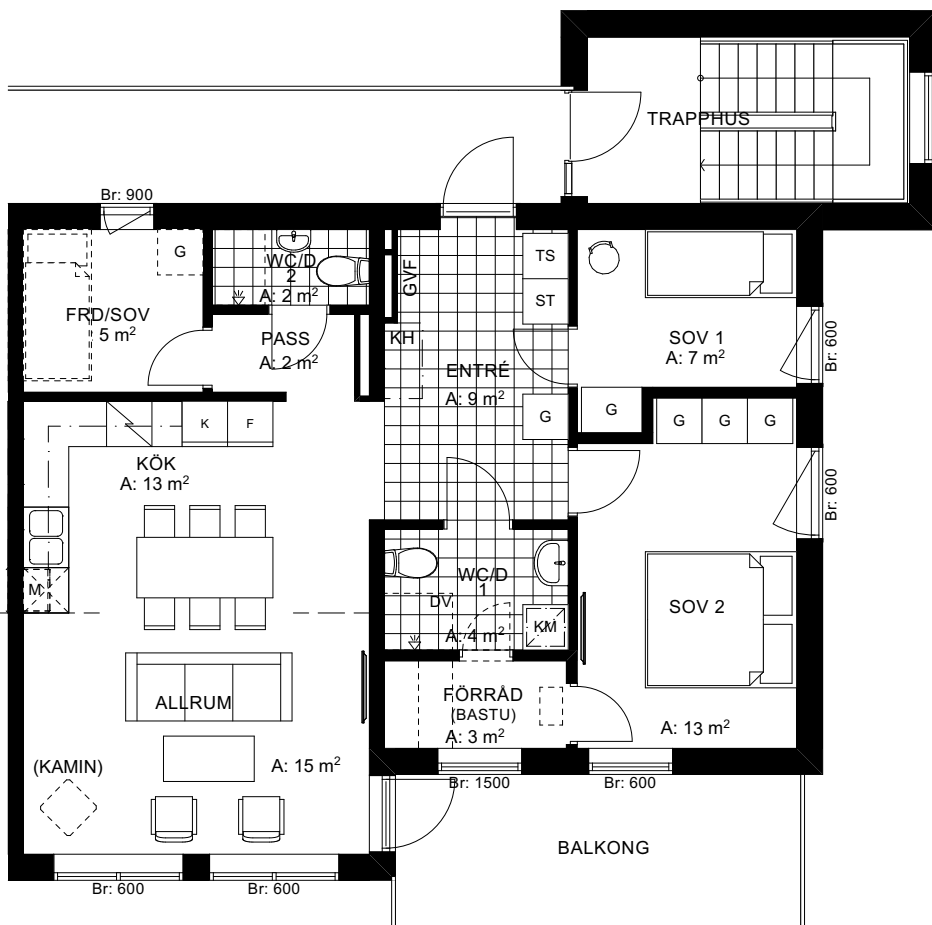 TRAPPHUS
Br: 900
G
WC/D
2
A: 2 m²
GVF
TS
ST
FRD/SOV
5 m²
PASS
A: 2 m²
KH
ENTRÉ
A: 9 m²
SOV 1
A: 7 m²
Br: 600
K
F
G
G
G
G
G
KÖK
A: 13 m²
Br: 600
M
WC/D
1
DV
A: 4 m²
KM
SOV 2
ALLRUM
FÖRRÅD
(BASTU)
A: 3 m²
A: 13 m²
(KAMIN)
A: 15 m²
Br: 1500
Br: 600
BALKONG
Br: 600
Br: 600